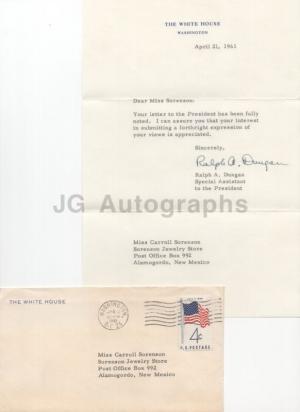 THE WHITE HOUSE
WASHINGTON
April 21, 1961
Dear Miss Sorenson:
Your letter to the President has been fully
noted. I can assure you that your interest
in submitting a forthright expression of
your views is appreciated.
Sincerely,
Ralph A. Dungan
Ralph A. Dungan
Special Assistant
to the President
JG Autographs
Miss Carroll Sorenson
Sorenson Jewelry Store
Post Office Box 992
Alamogordo, New Mexico
THE WHITE HOUSE
WASHINGTON
D.C.
4¢
U.S. POSTAGE
Miss Carroll Sorenson
Sorenson Jewelry Store
Post Office Box 992
Alamogordo, New Mexico